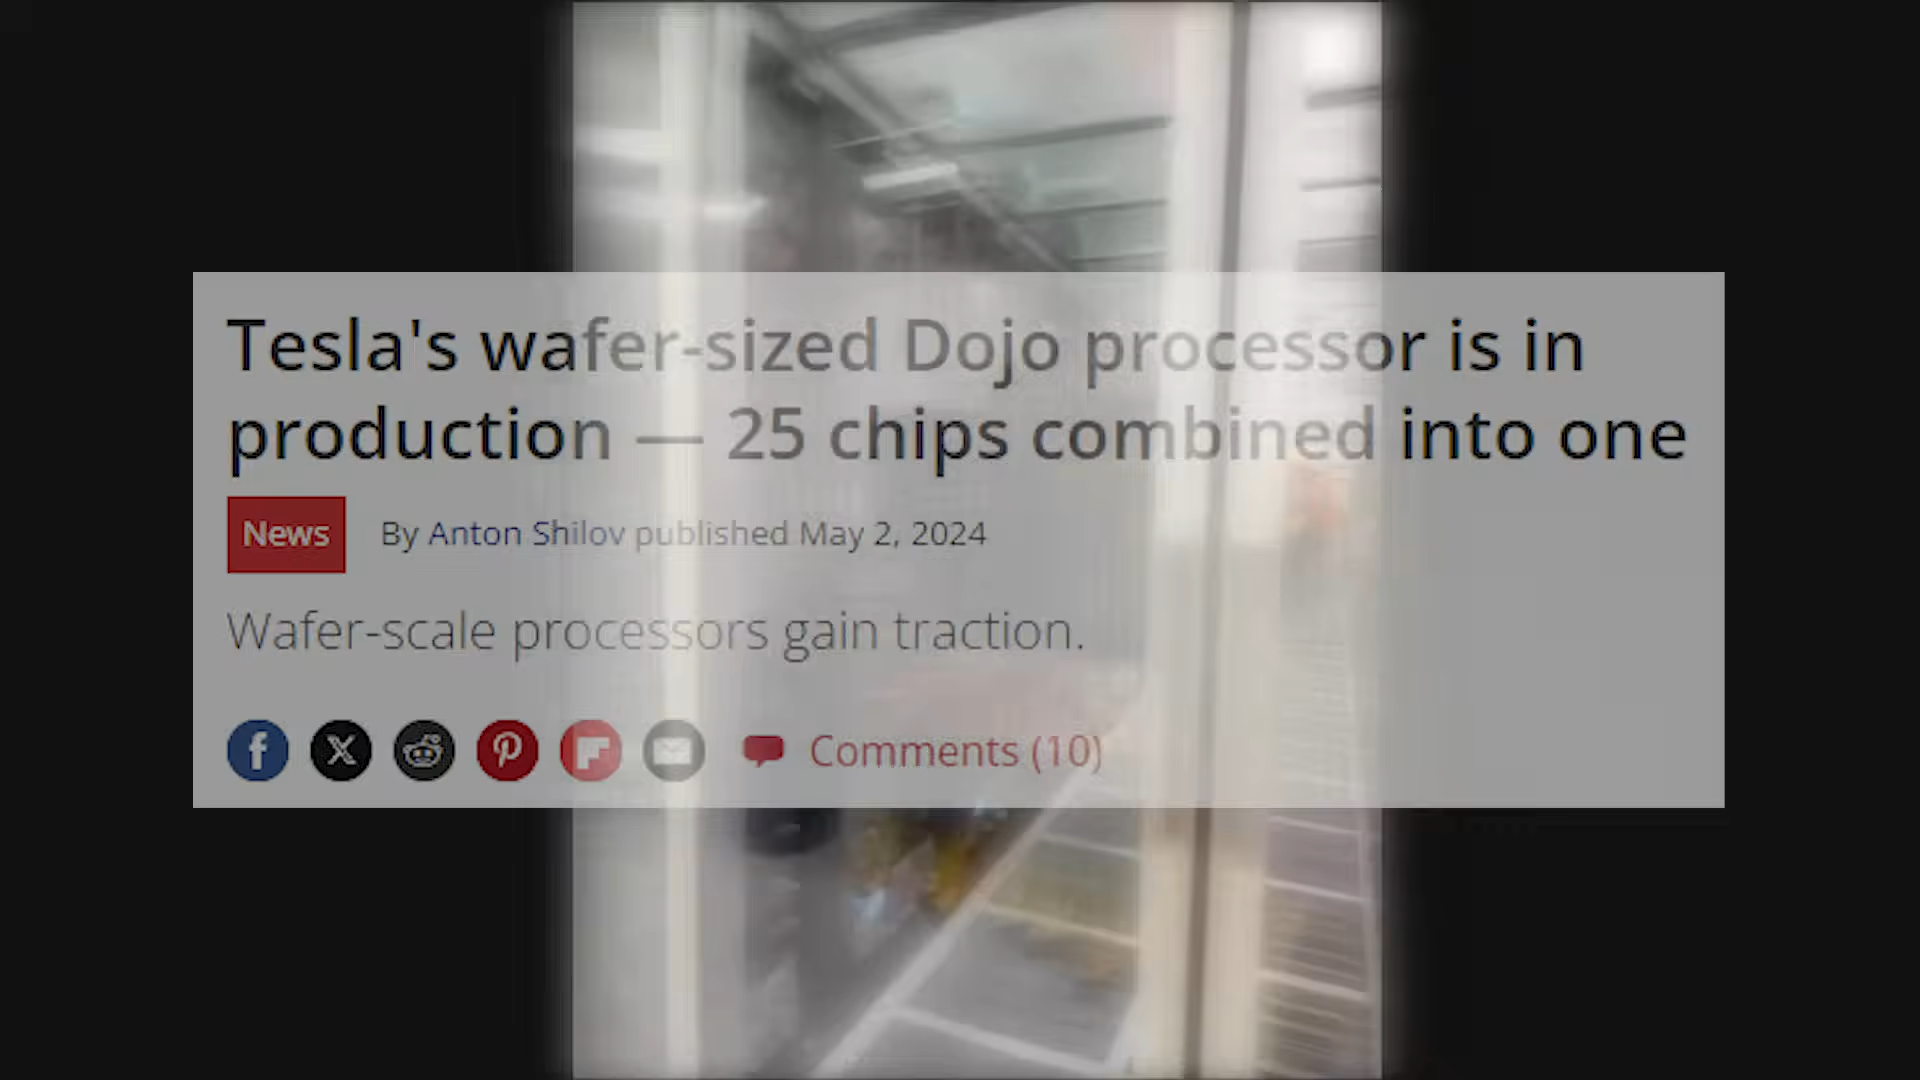 Tesla's wafer-sized Dojo processor is in
production — 25 chips combined into one
News By Anton Shilov published May 2, 2024
Wafer-scale processors gain traction.
Comments (10)